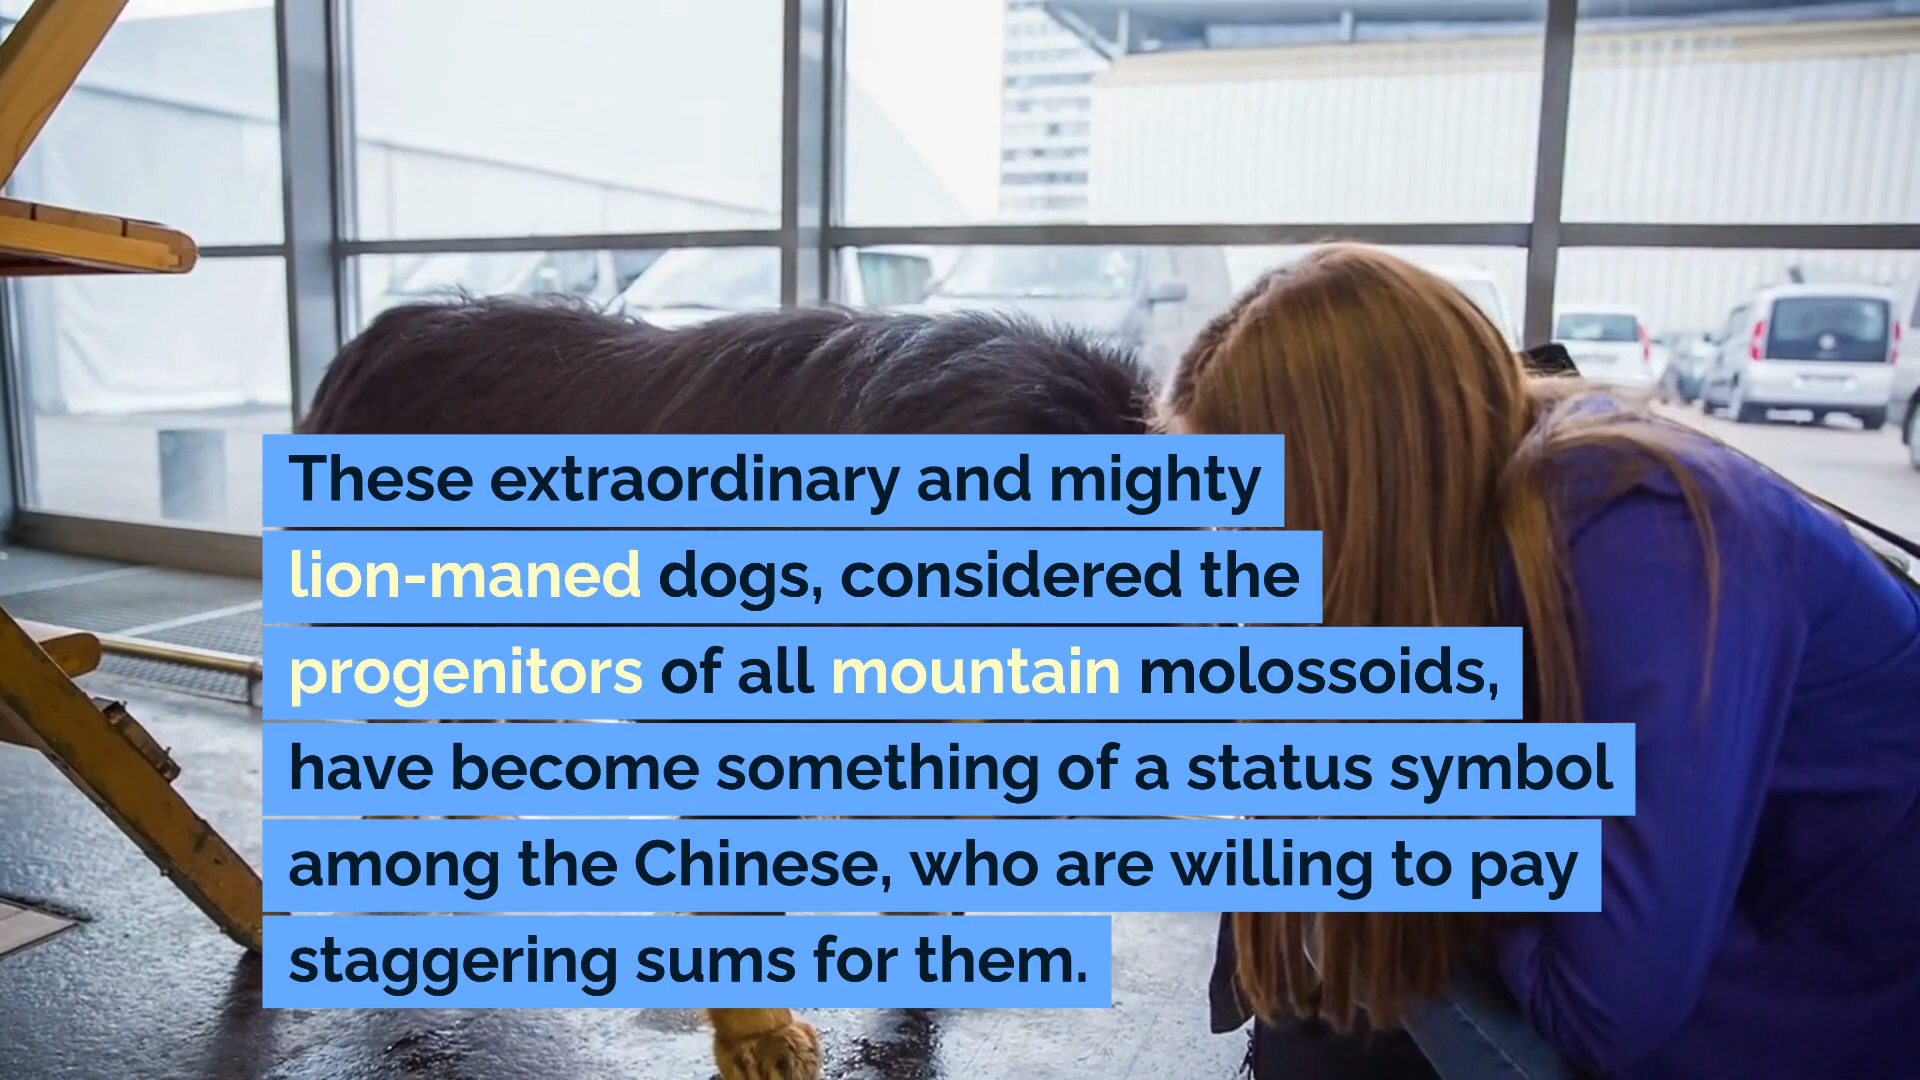 These extraordinary and mighty
lion-maned dogs, considered the
progenitors of all mountain molossoids,
have become something of a status symbol
among the Chinese, who are willing to pay
staggering sums for them.